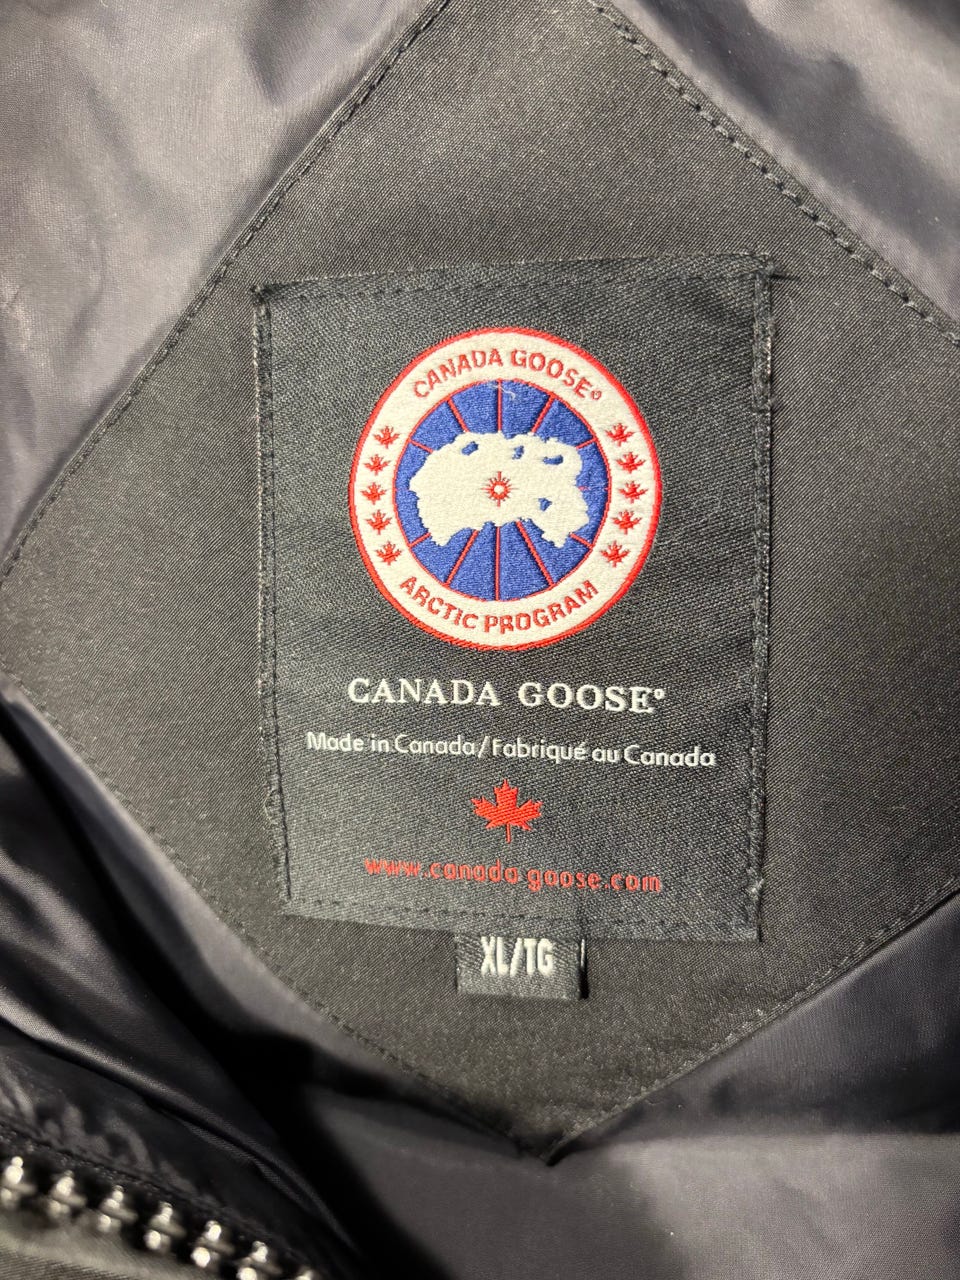 CANADA GOOSE®
ARCTIC PROGRAM
CANADA GOOSE®
Made in Canada/Fabriqué au Canada
www.canada-goose.com
XL/TG